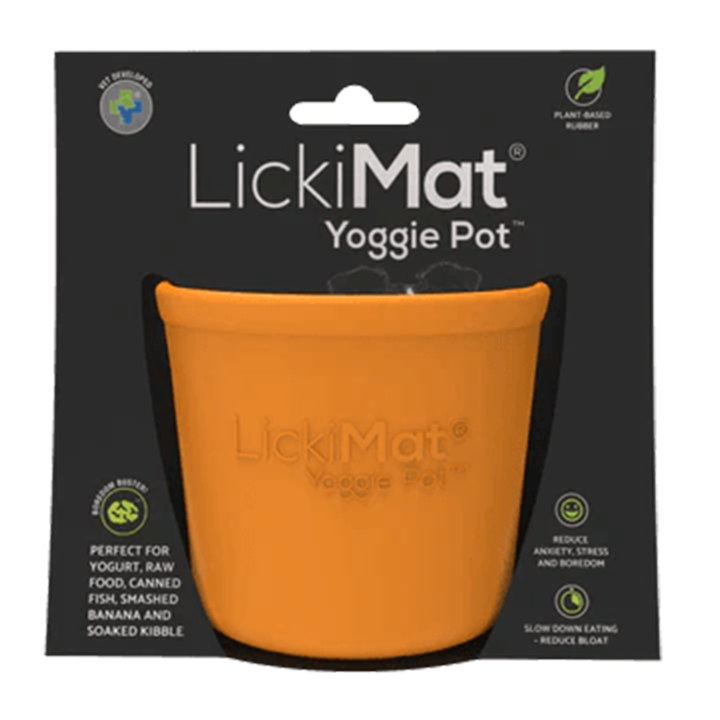 VET DEVELOPED
PLANT-BASED
RUBBER
LickiMat®
Yoggie Pot™
LickiMat®
Yoggie Pot™
BOREDOM BUSTER!
PERFECT FOR
YOGURT, RAW
FOOD, CANNED
FISH, SMASHED
BANANA AND
SOAKED KIBBLE
REDUCE
ANXIETY, STRESS
AND BOREDOM
SLOW DOWN EATING
- REDUCE BLOAT